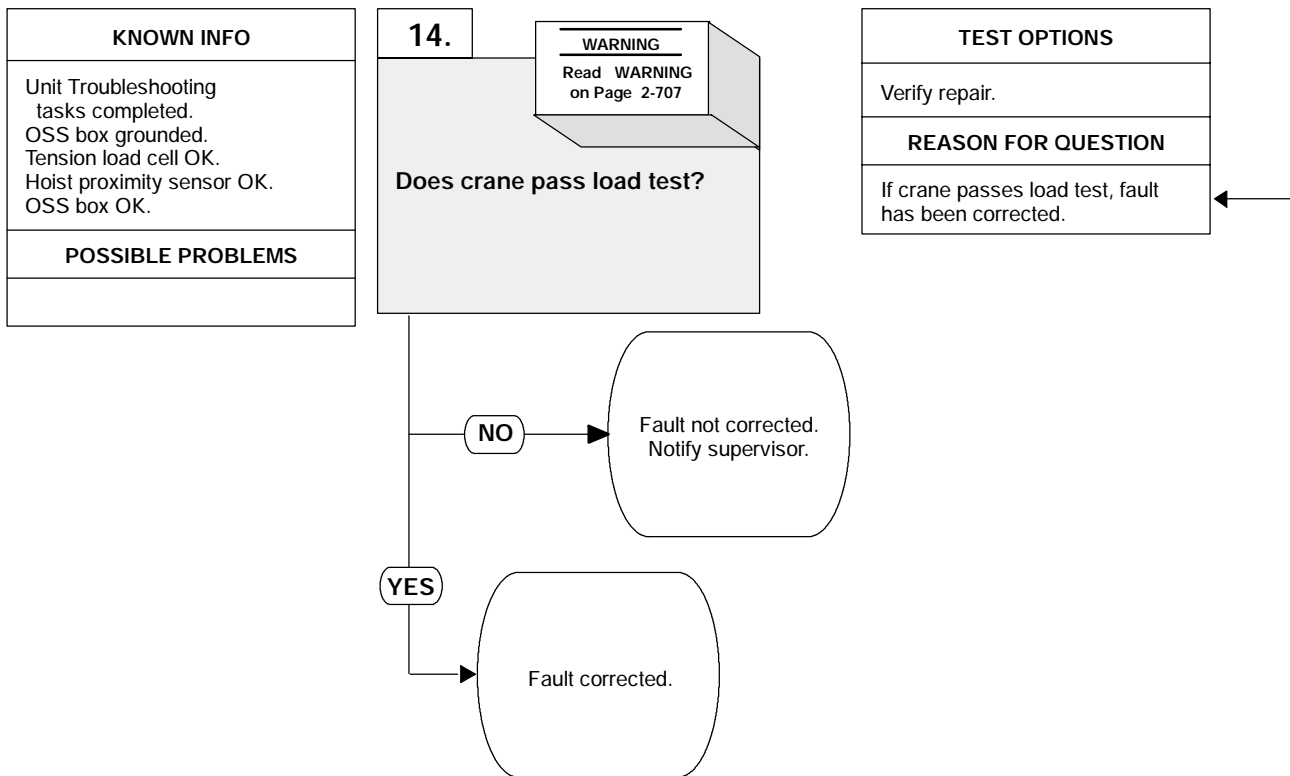 KNOWN INFO
Unit Troubleshooting
tasks completed.
OSS box grounded.
Tension load cell OK.
Hoist proximity sensor OK.
OSS box OK.
POSSIBLE PROBLEMS
14.
WARNING
Read WARNING
on Page 2-707
Does crane pass load test?
TEST OPTIONS
Verify repair.
REASON FOR QUESTION
If crane passes load test, fault
has been corrected.
NO
Fault not corrected.
Notify supervisor.
YES
Fault corrected.